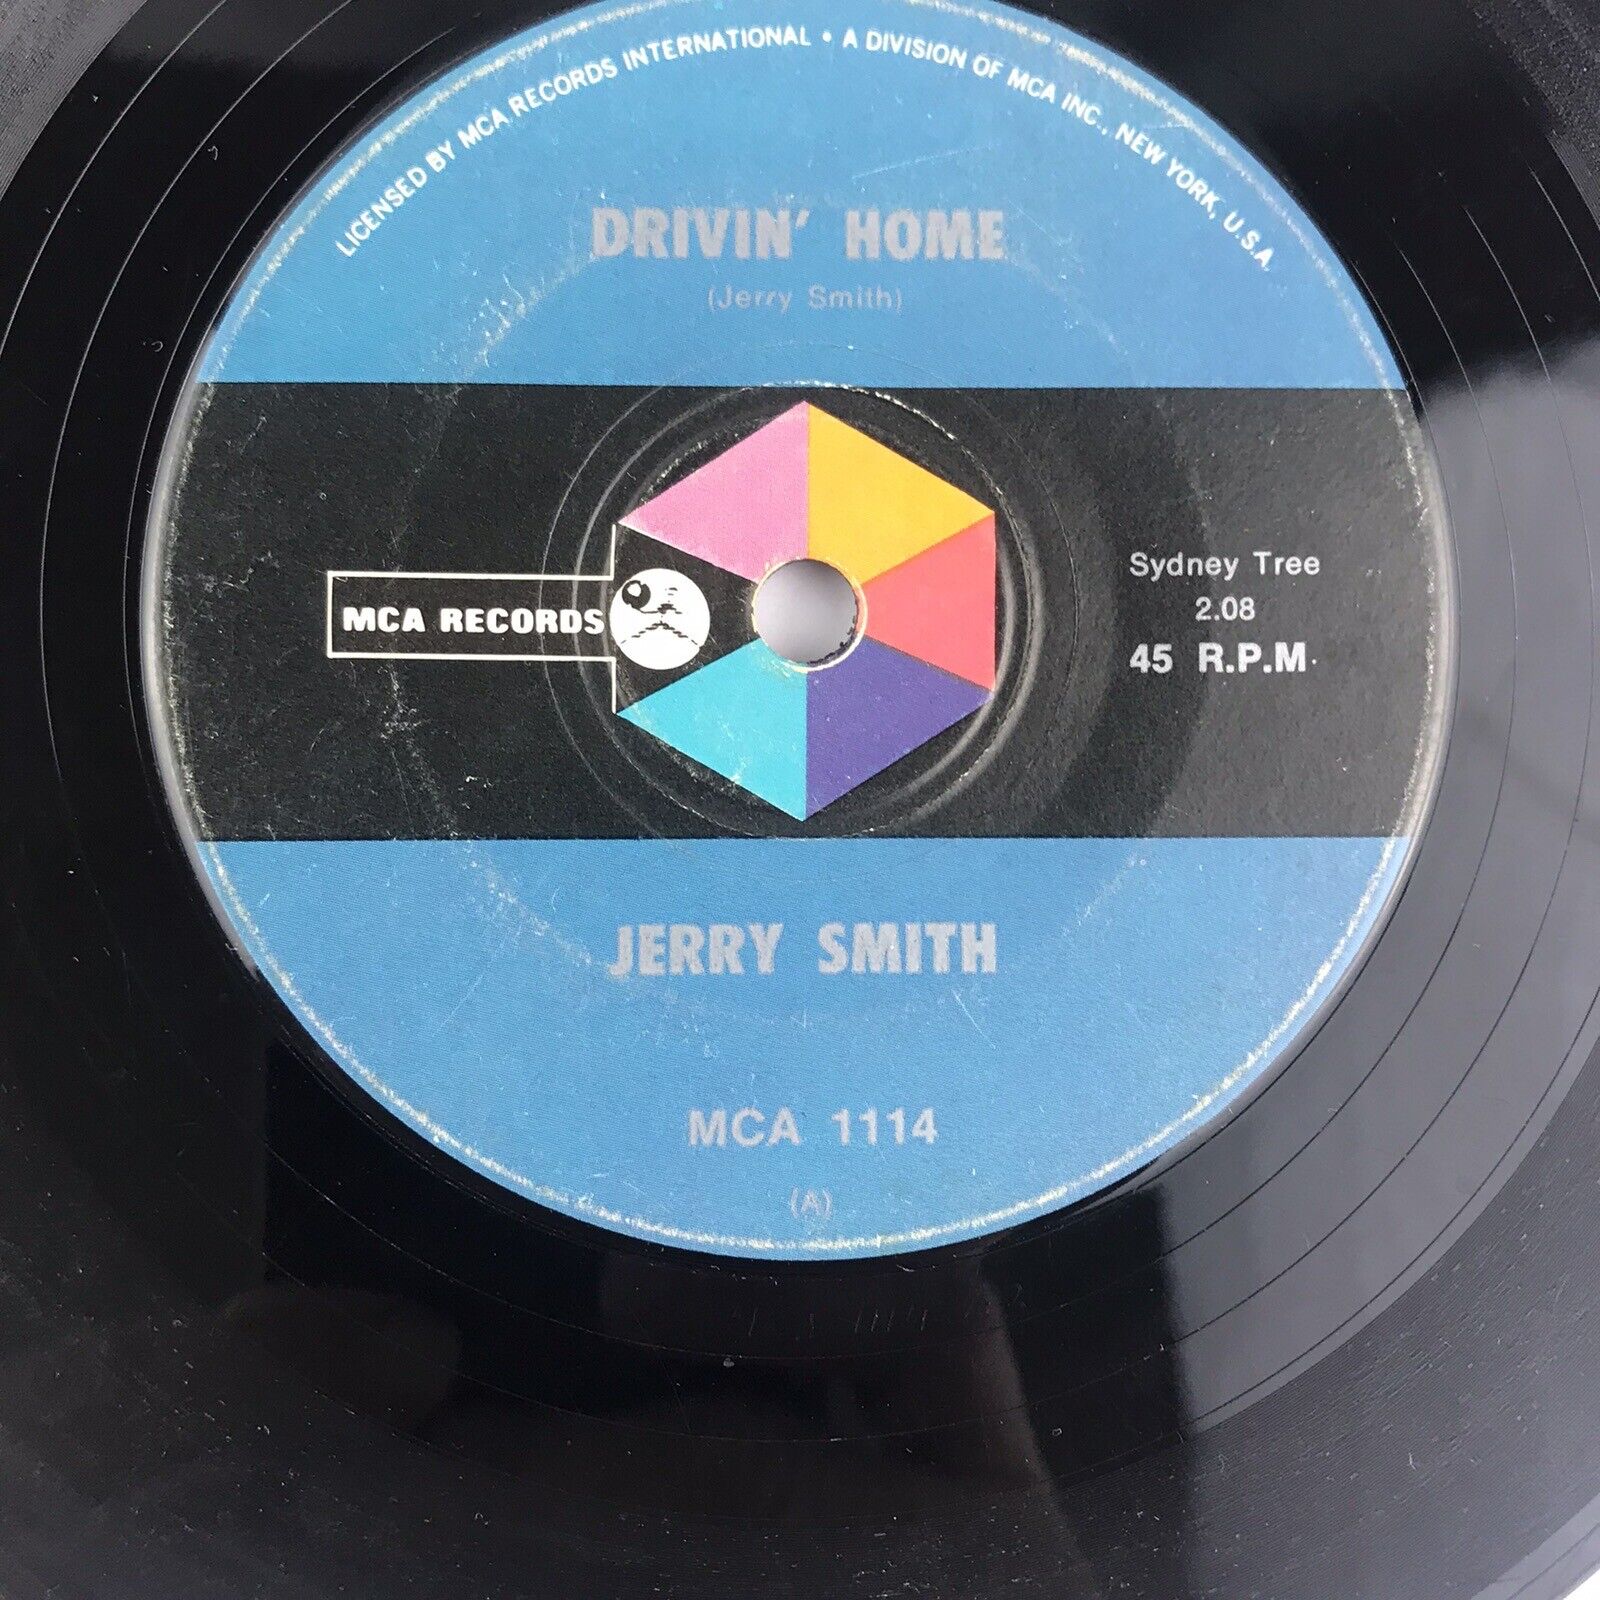 LICENSED BY MCA RECORDS INTERNATIONAL • A DIVISION OF MCA INC., NEW YORK, U.S.A.
DRIVIN' HOME
(Jerry Smith)
MCA RECORDS
Sydney Tree
2.08
45 R.P.M.
JERRY SMITH
MCA 1114
(A)